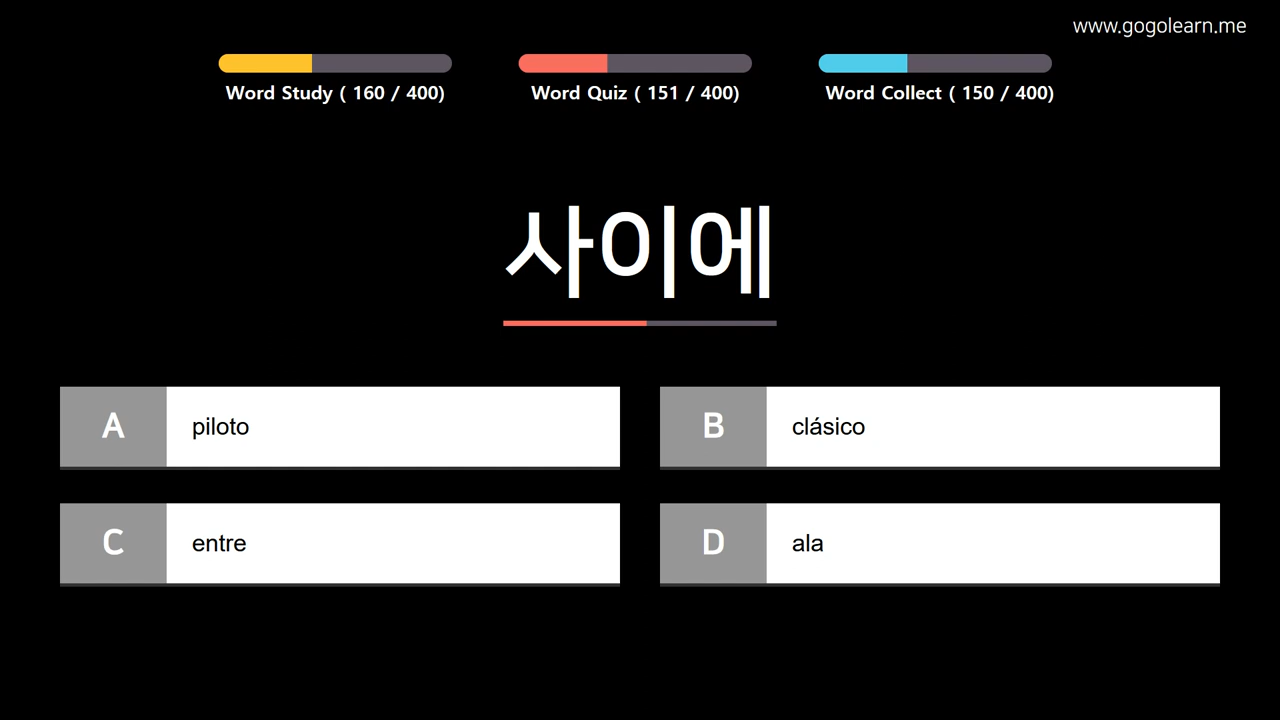 www.gogolearn.me
Word Study ( 160 / 400)
Word Quiz ( 151 / 400)
Word Collect ( 150 / 400)
사이에
A piloto
B clásico
C entre
D ala